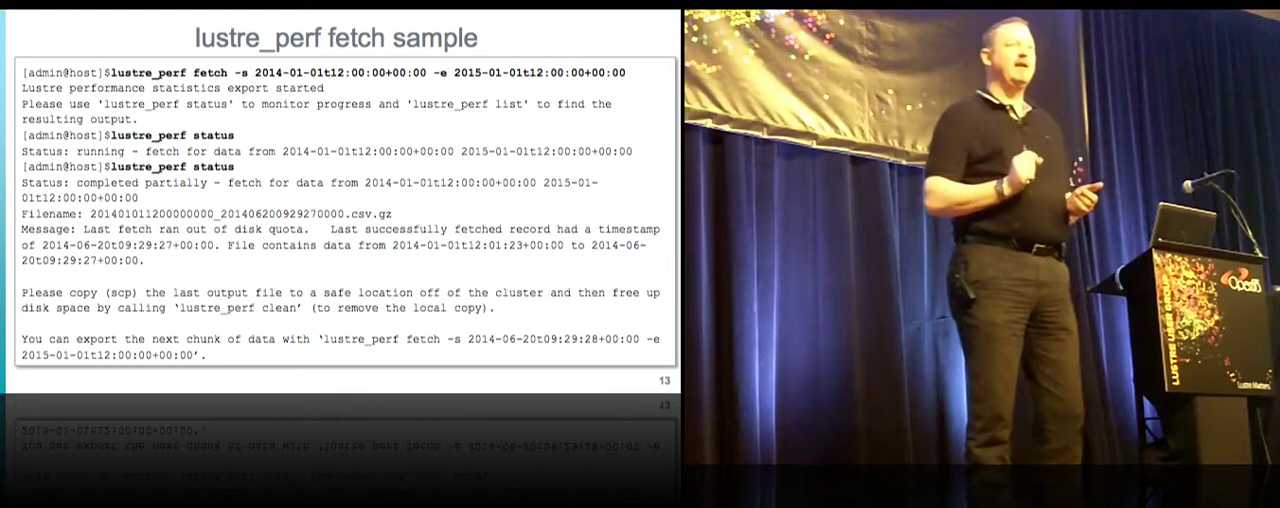 lustre_perf fetch sample
[admin@host]$lustre_perf fetch -s 2014-01-01t12:00:00+00:00 -e 2015-01-01t12:00:00+00:00
Lustre performance statistics export started
Please use 'lustre_perf status' to monitor progress and 'lustre_perf list' to find the
resulting output.
[admin@host]$lustre_perf status
Status: running - fetch for data from 2014-01-01t12:00:00+00:00 2015-01-01t12:00:00+00:00
[admin@host]$lustre_perf status
Status: completed partially - fetch for data from 2014-01-01t12:00:00+00:00 2015-01-
01t12:00:00+00:00
Filename: 201401011200000000_201406200929270000.csv.gz
Message: Last fetch ran out of disk quota.   Last successfully fetched record had a timestamp
of 2014-06-20t09:29:27+00:00. File contains data from 2014-01-01t12:01:23+00:00 to 2014-06-
20t09:29:27+00:00.
Please copy (scp) the last output file to a safe location off of the cluster and then free up
disk space by calling ‘lustre_perf clean’ (to remove the local copy).
You can export the next chunk of data with ‘lustre_perf fetch -s 2014-06-20t09:29:28+00:00 -e
2015-01-01t12:00:00+00:00’.
13
OpenSFS
LUSTRE USER GROUP
Lustre Matters